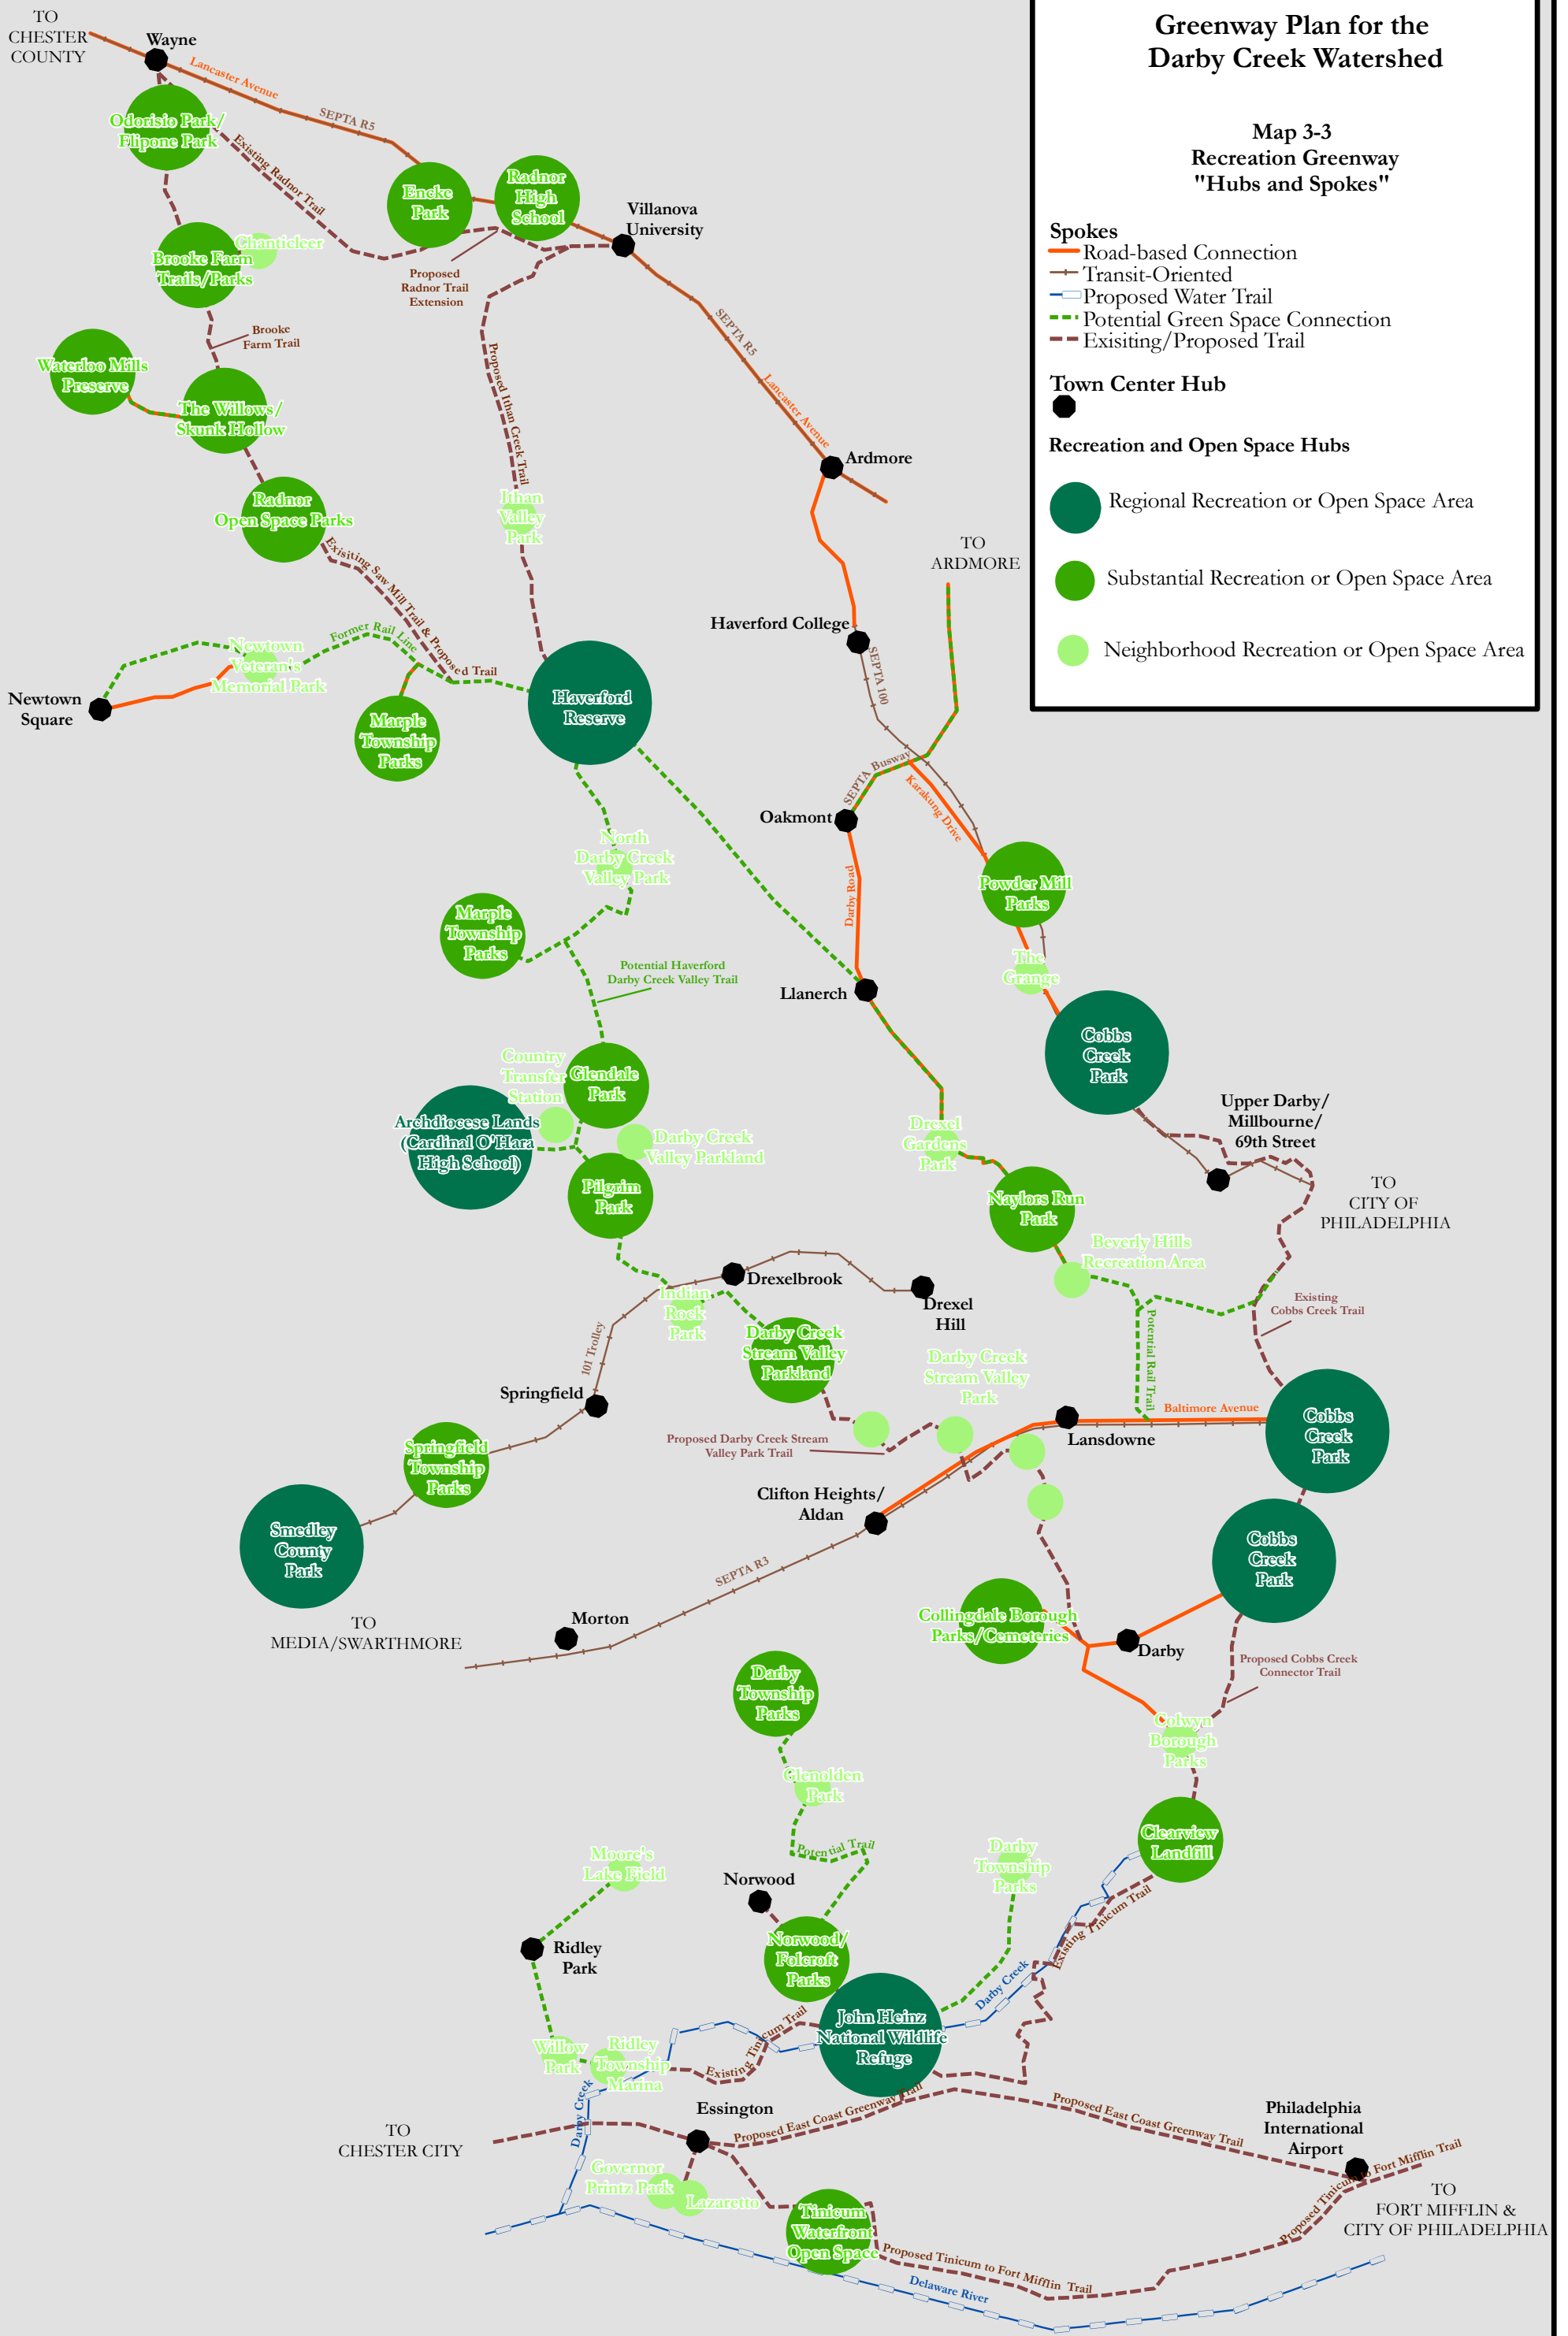 Greenway Plan for the
Darby Creek Watershed
Map 3-3
Recreation Greenway
"Hubs and Spokes"
Spokes
Road-based Connection
Transit-Oriented
Proposed Water Trail
Potential Green Space Connection
Exisiting/Proposed Trail
Town Center Hub
Recreation and Open Space Hubs
Regional Recreation or Open Space Area
Substantial Recreation or Open Space Area
Neighborhood Recreation or Open Space Area
TO
CHESTER
COUNTY
Wayne
Lancaster Avenue
SEPTA R5
Odorisio Park/
Flipone Park
Existing Radnor Trail
Encke
Park
Radnor
High
School
Villanova
University
Chanticleer
Brooke Farm
Trails/Parks
Proposed
Radnor Trail
Extension
Brooke
Farm Trail
SEPTA R5
Lancaster Avenue
Waterloo Mills
Preserve
The Willows/
Skunk Hollow
Proposed Ithan Creek Trail
Ardmore
Radnor
Open Space Parks
Ithan
Valley
Park
TO
ARDMORE
Exisiting Saw Mill Trail & Proposed Trail
Former Rail Line
Haverford College
SEPTA 100
Newtown
Veteran's
Memorial Park
Newtown
Square
Marple
Township
Parks
Haverford
Reserve
SEPTA Busway
Karakung Drive
Oakmont
Darby Road
North
Darby Creek
Valley Park
Powder Mill
Parks
Marple
Township
Parks
Potential Haverford
Darby Creek Valley Trail
The
Grange
Llanerch
Cobbs
Creek
Park
Country
Transfer
Station
Glendale
Park
Archdiocese Lands
(Cardinal O'Hara
High School)
Darby Creek
Valley Parkland
Pilgrim
Park
Drexel
Gardens
Park
Upper Darby/
Millbourne/
69th Street
TO
CITY OF
PHILADELPHIA
Naylors Run
Park
Beverly Hills
Recreation Area
Drexelbrook
Drexel
Hill
Indian
Rock
Park
Existing
Cobbs Creek Trail
101 Trolley
Darby Creek
Stream Valley
Parkland
Darby Creek
Stream Valley
Park
Potential Rail Trail
Springfield
Baltimore Avenue
Lansdowne
Cobbs
Creek
Park
Proposed Darby Creek Stream
Valley Park Trail
Springfield
Township
Parks
Clifton Heights/
Aldan
Smedley
County
Park
Cobbs
Creek
Park
SEPTA R3
TO
MEDIA/SWARTHMORE
Morton
Collingdale Borough
Parks/Cemeteries
Darby
Proposed Cobbs Creek
Connector Trail
Darby
Township
Parks
Colwyn
Borough
Parks
Glenolden
Park
Clearview
Landfill
Potential Trail
Moore's
Lake Field
Darby
Township
Parks
Norwood
Existing Tinicum Trail
Ridley
Park
Norwood/
Folcroft
Parks
Darby Creek
John Heinz
National Wildlife
Refuge
Existing Tinicum Trail
Willow
Park
Ridley
Township
Marina
Darby Creek
Essington
Proposed East Coast Greenway Trail
Proposed East Coast Greenway Trail
Philadelphia
International
Airport
TO
CHESTER CITY
Governor
Printz Park
Lazaretto
Proposed Tinicum to Fort Mifflin Trail
TO
FORT MIFFLIN &
CITY OF PHILADELPHIA
Tinicum
Waterfront
Open Space
Proposed Tinicum to Fort Mifflin Trail
Delaware River